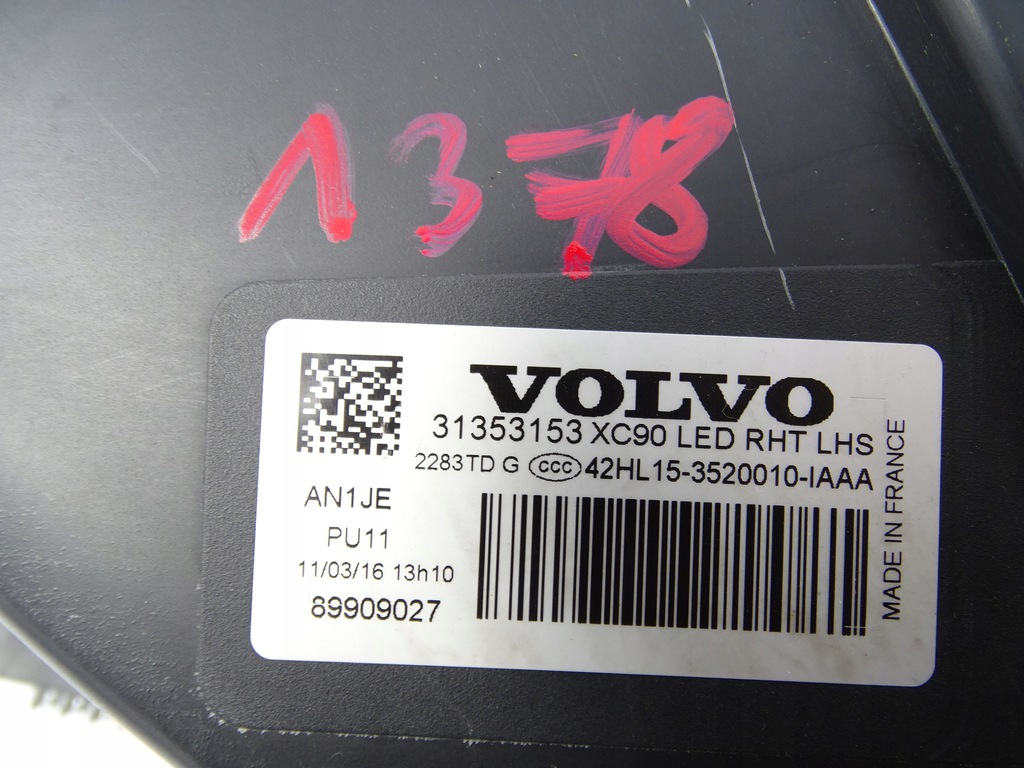 1378
VOLVO
31353153 XC90 LED RHT LHS
2283TD G CCC 42HL15-3520010-IAAA
AN1JE
PU11
11/03/16 13h10
89909027
MADE IN FRANCE